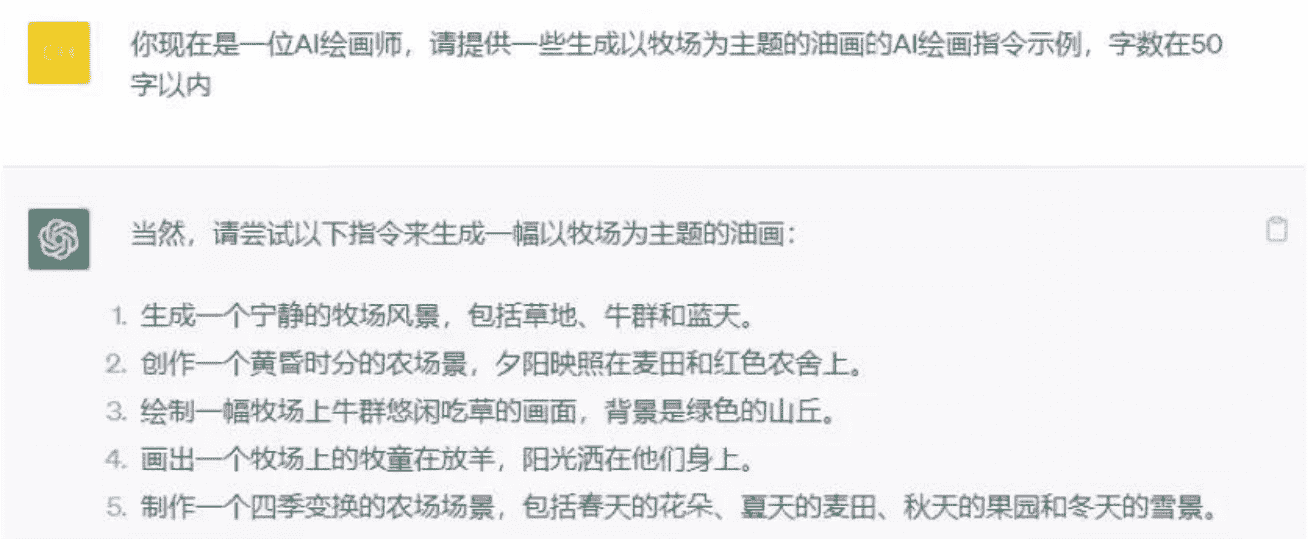 你现在是一位AI绘画师，请提供一些生成以牧场为主题的油画的AI绘画指令示例，字数在50
字以内
当然，请尝试以下指令来生成一幅以牧场为主题的油画：
1. 生成一个宁静的牧场风景，包括草地、牛群和蓝天。
2. 创作一个黄昏时分的农场景，夕阳映照在麦田和红色农舍上。
3. 绘制一幅牧场上牛群悠闲吃草的画面，背景是绿色的山丘。
4. 画出一个牧场上的牧童在放羊，阳光洒在他们身上。
5. 制作一个四季变换的农场场景，包括春天的花朵、夏天的麦田、秋天的果园和冬天的雪景。